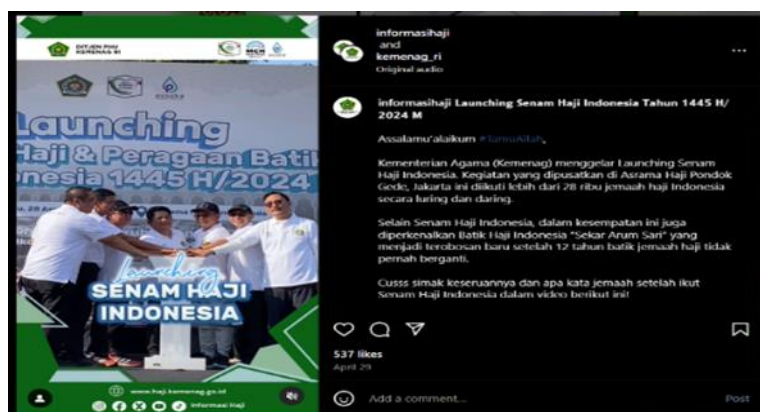 DITJEN PHU
KEMENAG RI
Launching
Haji & Peragaan Batik
onesia 1445 H/2024
Launching
SENAM HAJI
INDONESIA
www.haji.kemenag.go.id
Informasi Haji
informasihaji
and
kemenag_ri
Original audio
informasihaji Launching Senam Haji Indonesia Tahun 1445 H/
2024 M
Assalamu'alaikum #TamuAllah,
Kementerian Agama (Kemenag) menggelar Launching Senam
Haji Indonesia. Kegiatan yang dipusatkan di Asrama Haji Pondok
Gede, Jakarta ini diikuti lebih dari 28 ribu jemaah haji Indonesia
secara luring dan daring.
Selain Senam Haji Indonesia, dalam kesempatan ini juga
diperkenalkan Batik Haji Indonesia "Sekar Arum Sari" yang
menjadi terobosan baru setelah 12 tahun batik jemaah haji tidak
pernah berganti.
Cusss simak keseruannya dan apa kata jemaah setelah ikut
Senam Haji Indonesia dalam video berikut ini!
537 likes
April 29
Add a comment...
Post